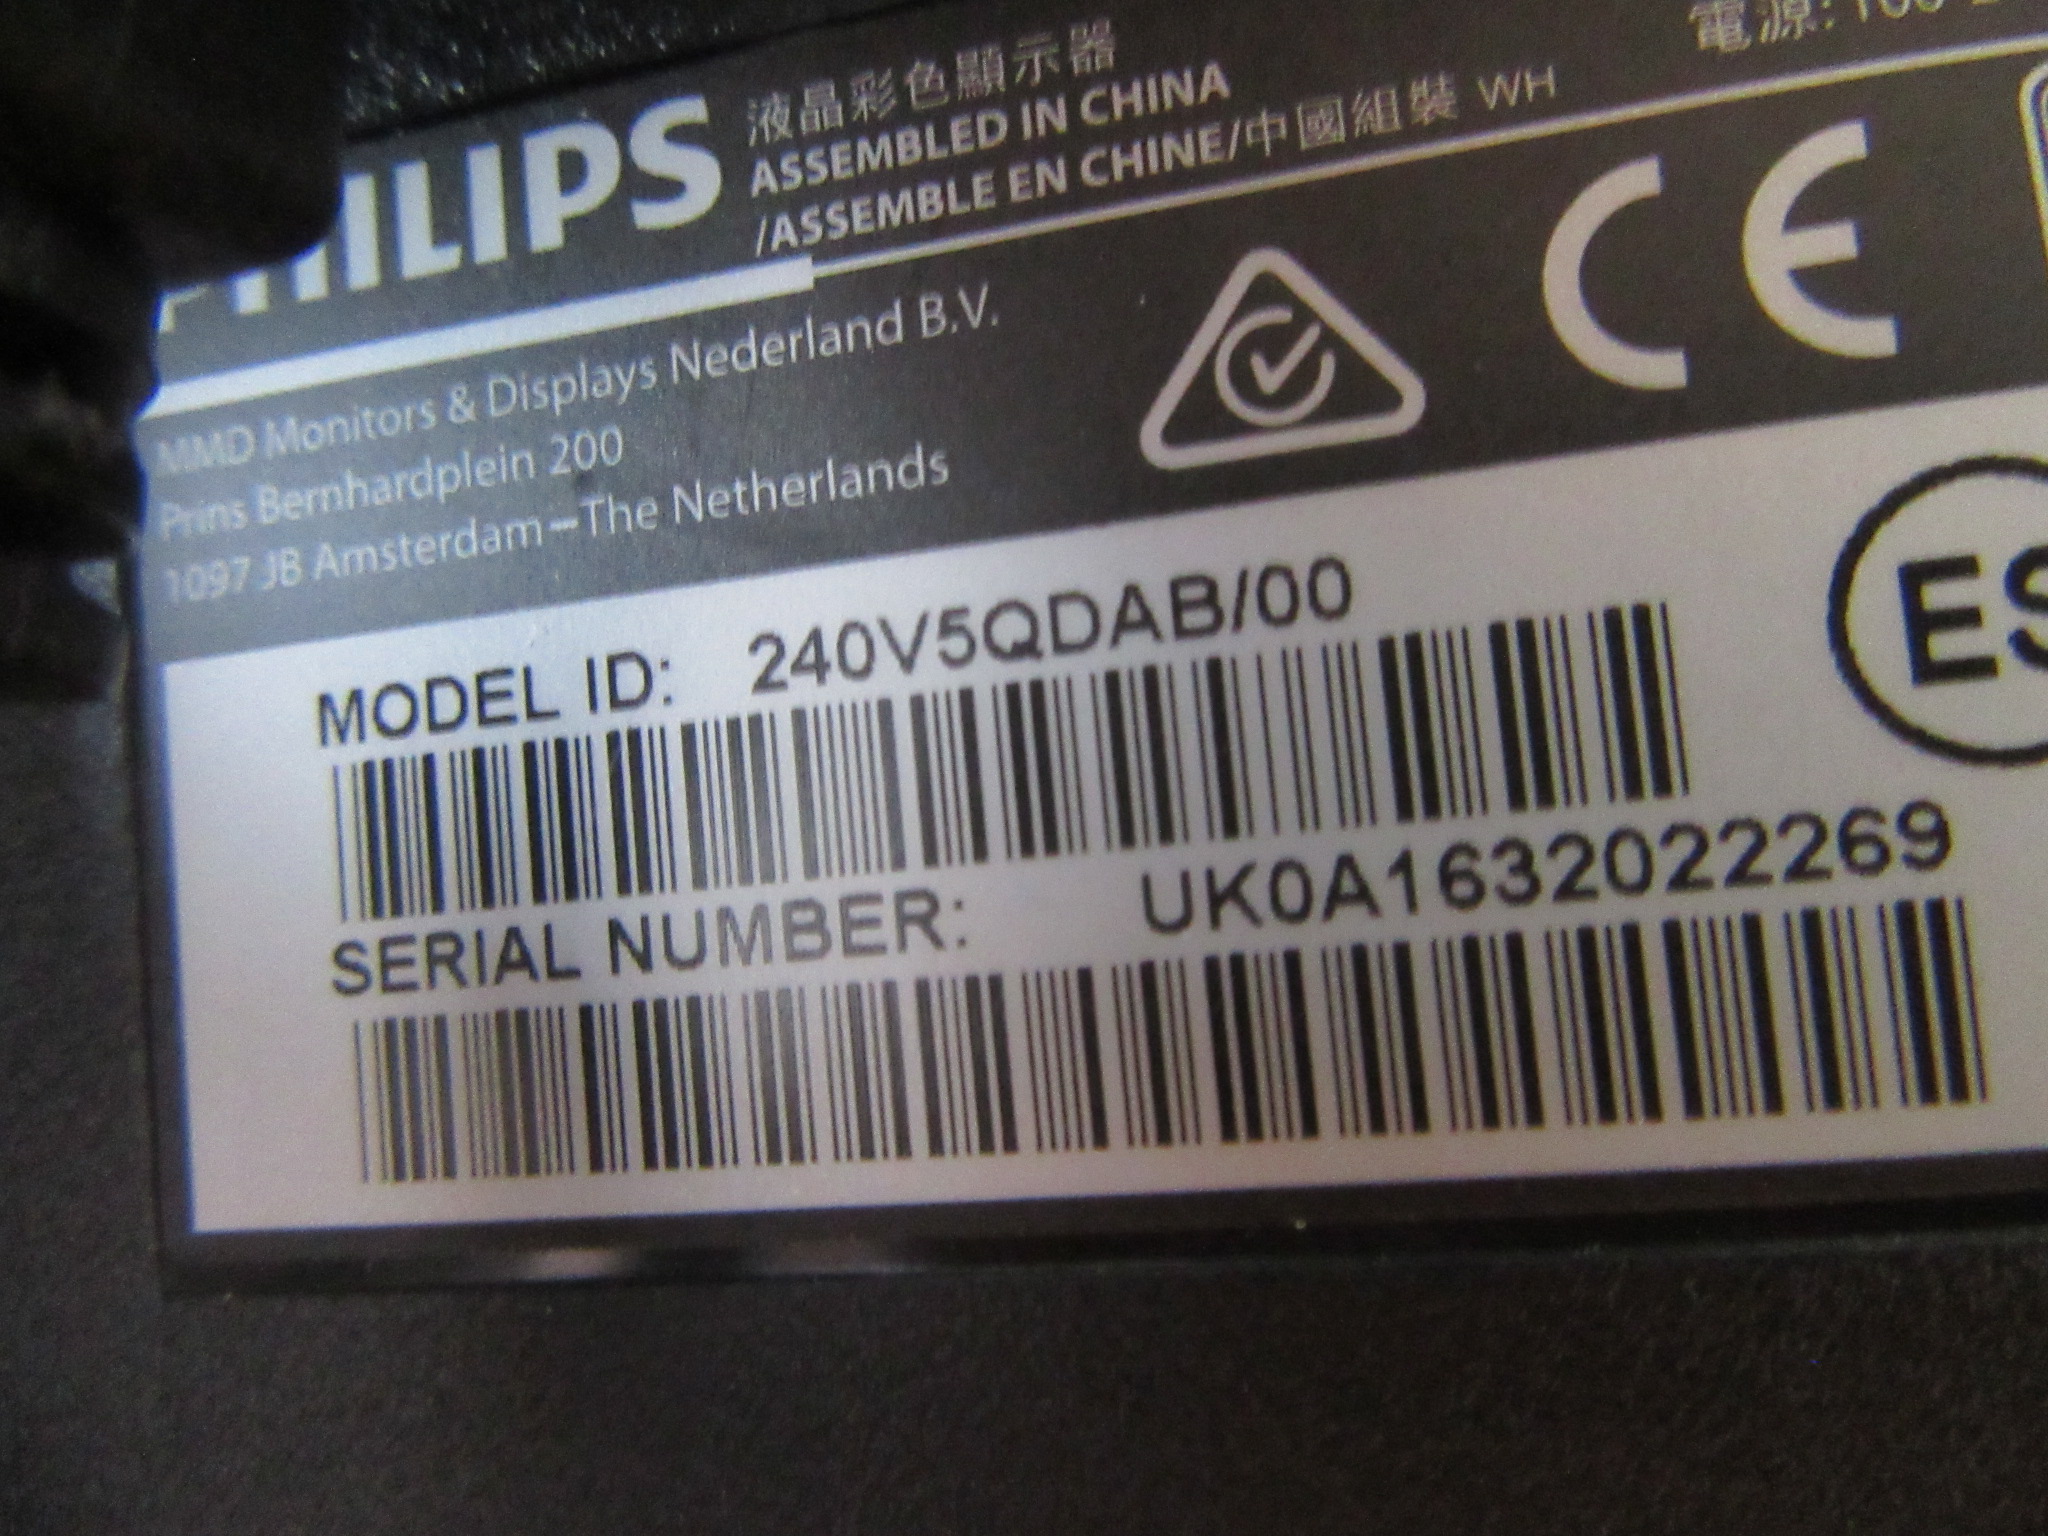 PHILIPS
液晶彩色顯示器
ASSEMBLED IN CHINA
/ASSEMBLE EN CHINE/中國組裝 WH
電源:
MMD Monitors & Displays Nederland B.V.
Prins Bernhardplein 200
1097 JB Amsterdam–The Netherlands
CE
ES
MODEL ID: 240V5QDAB/00
SERIAL NUMBER: UK0A1632022269